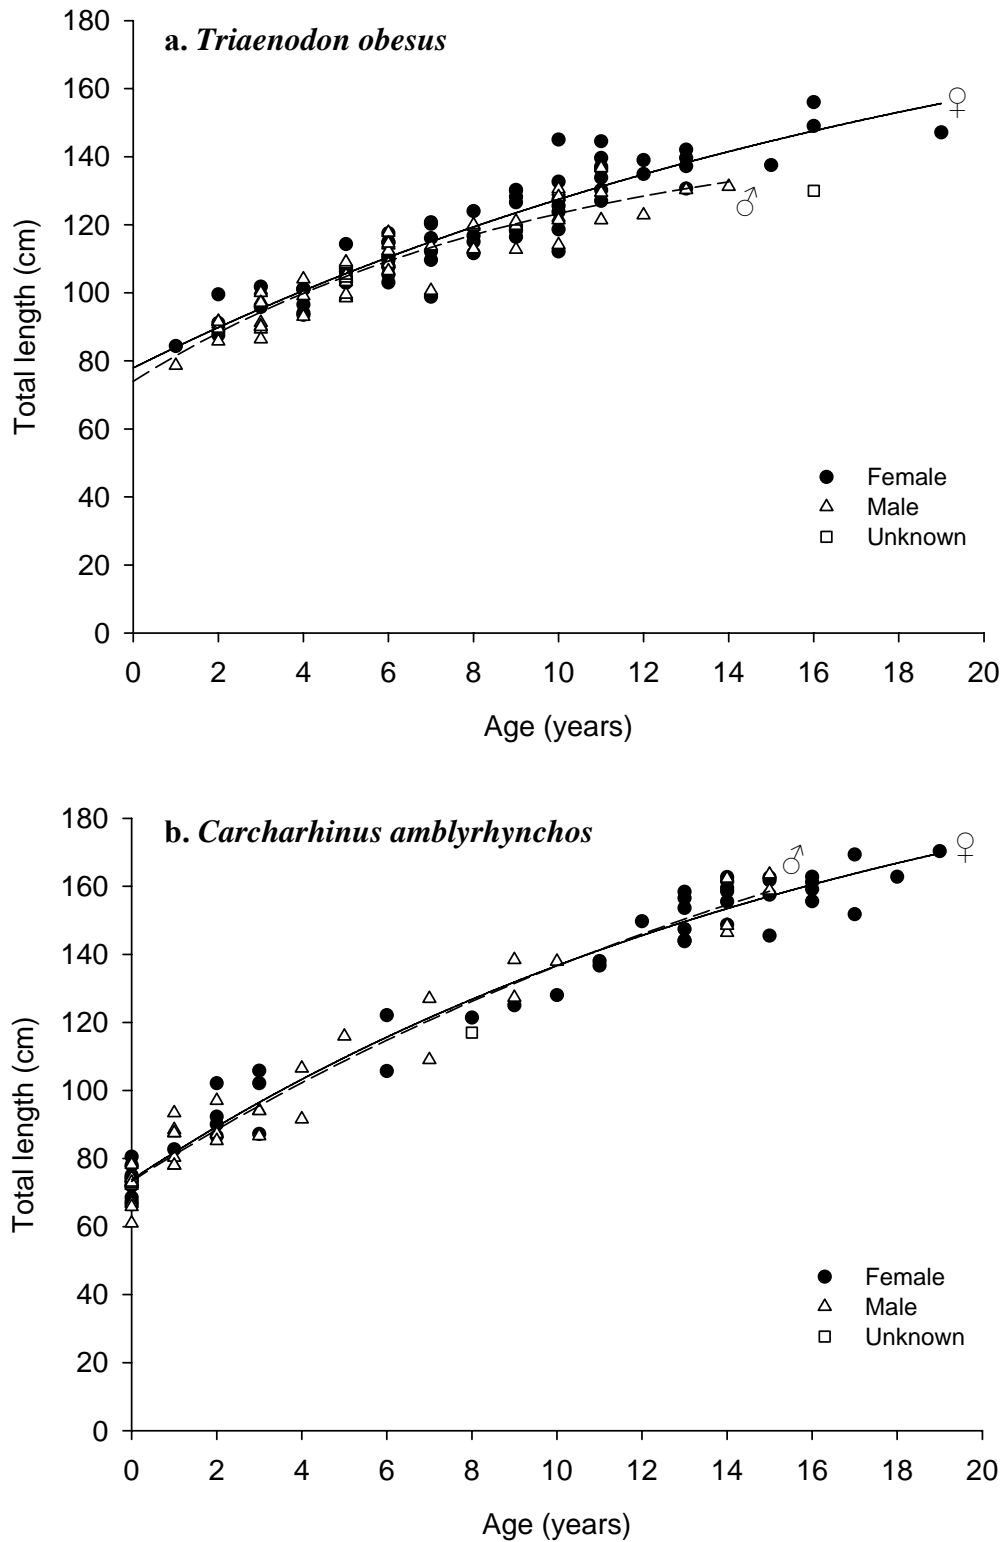 a. Triaenodon obesus
180
160
140
120
100
80
60
40
20
0
Total length (cm)
♀
♂
Female
Male
Unknown
0 2 4 6 8 10 12 14 16 18 20
Age (years)
b. Carcharhinus amblyrhynchos
180
160
140
120
100
80
60
40
20
0
Total length (cm)
♂
♀
Female
Male
Unknown
0 2 4 6 8 10 12 14 16 18 20
Age (years)